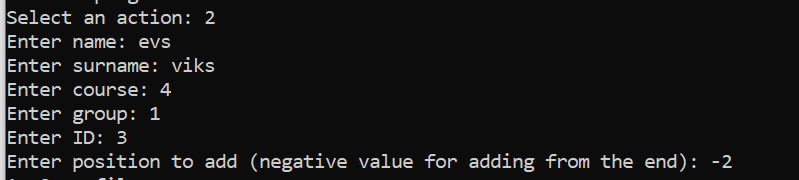 Select an action: 2
Enter name: evs
Enter surname: viks
Enter course: 4
Enter group: 1
Enter ID: 3
Enter position to add (negative value for adding from the end): -2